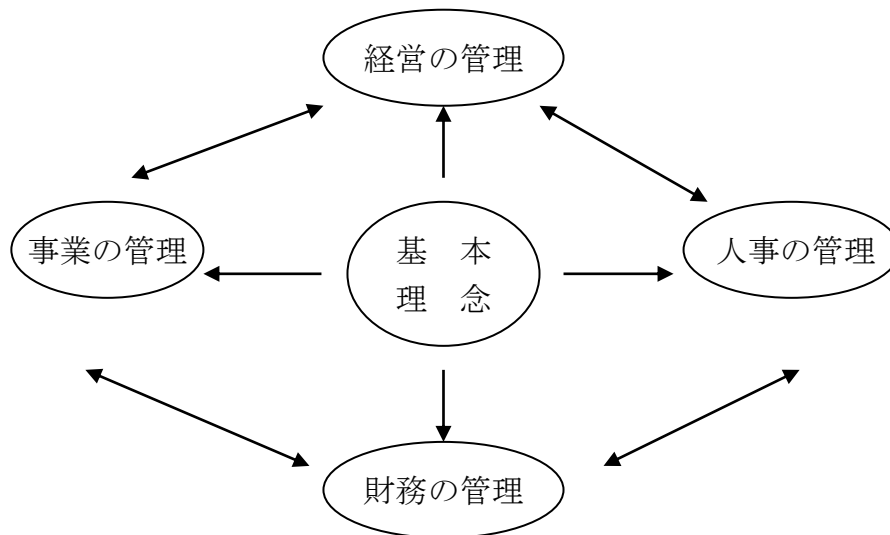 経営の管理
事業の管理
基　本
理　念
人事の管理
財務の管理